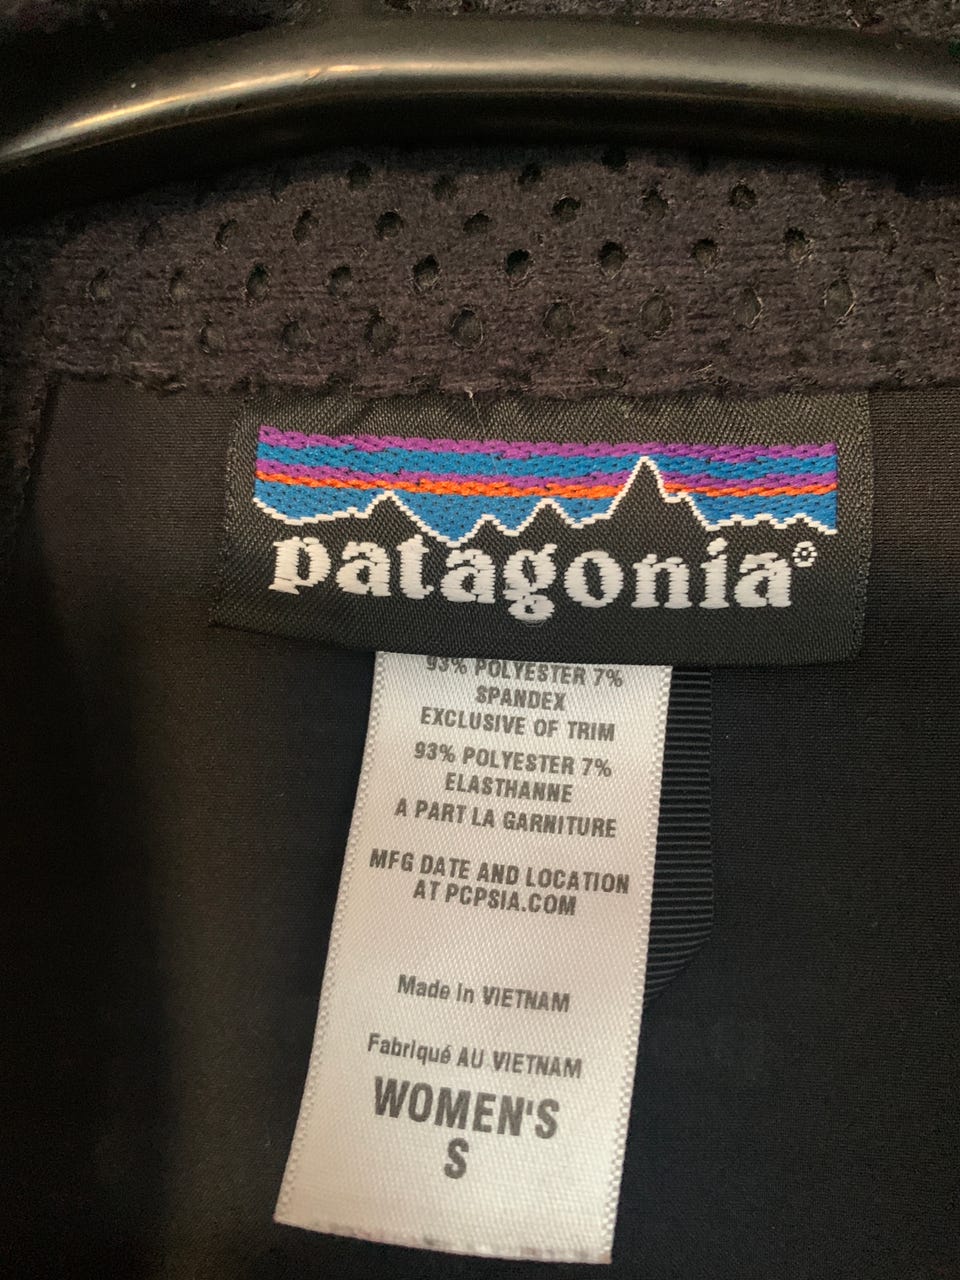 patagonia®
93% POLYESTER 7%
SPANDEX
EXCLUSIVE OF TRIM
93% POLYESTER 7%
ELASTHANNE
A PART LA GARNITURE
MFG DATE AND LOCATION
AT PCPSIA.COM
Made In VIETNAM
Fabriqué AU VIETNAM
WOMEN'S
S